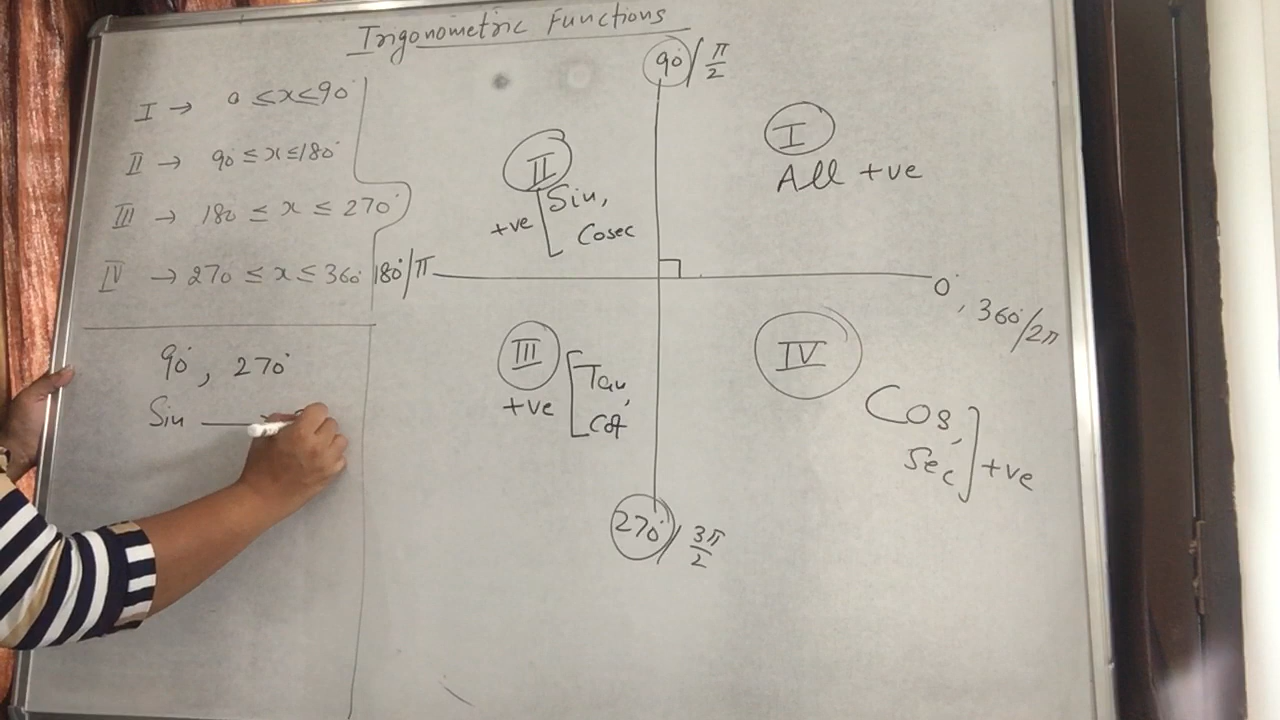 Trigonometric Functions
I → 0 ≤ x ≤ 90°
II → 90 ≤ x ≤ 180°
III → 180 ≤ x ≤ 270°
IV → 270 ≤ x ≤ 360°
90°, 270°
Sin
90° / π/2
II
+ve [ Sin,
Cosec
I
All +ve
180°/π
0°, 360°/2π
III
+ve [ Tan,
Cot
IV
Cos,
Sec ] +ve
270° / 3π/2